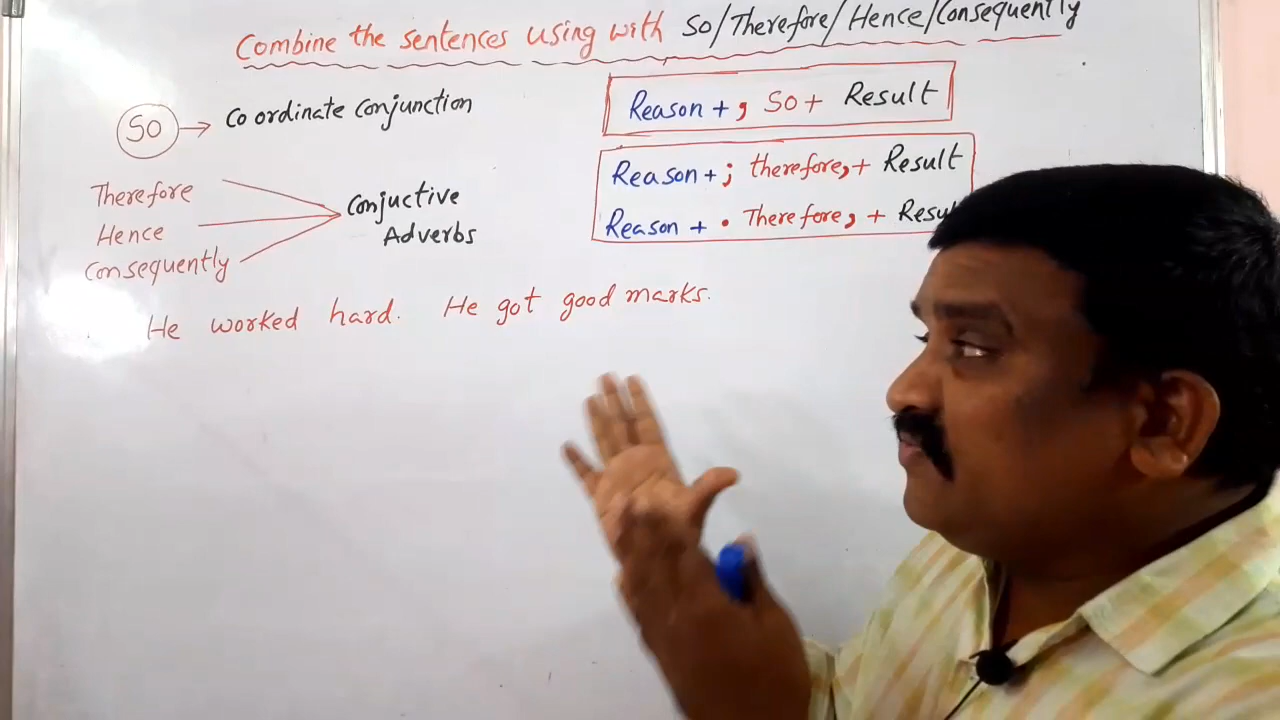 Combine the sentences using with So/Therefore/Hence/Consequently
So → Coordinate conjunction
Therefore
Hence
Consequently
Conjuctive
Adverbs
Reason + , So + Result
Reason + ; therefore, + Result
Reason + . Therefore, +
He worked hard. He got good marks.